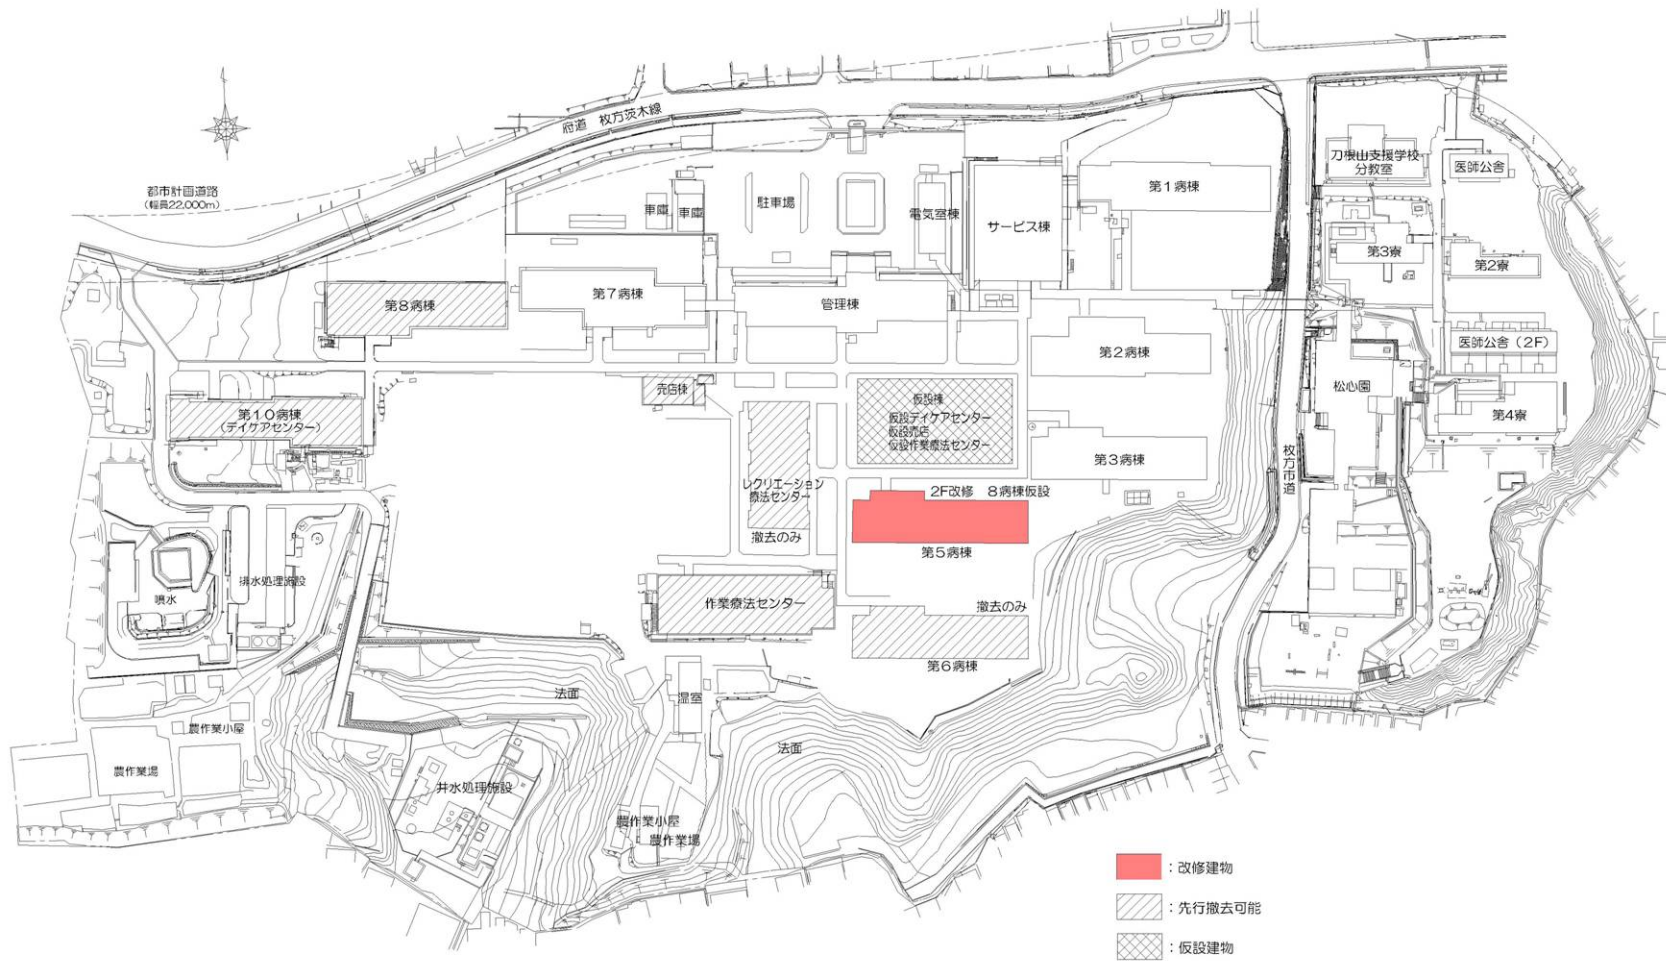 府道　枚方茨木線
都市計画道路
（幅員22,000m）
刀根山支援学校
分教室
医師公舎
第1病棟
車庫
車庫
駐車場
電気室棟
サービス棟
第3寮
第2寮
第8病棟
第7病棟
管理棟
第2病棟
医師公舎（2F）
売店棟
松心園
仮設棟
仮設デイケアセンター
仮設売店
仮設作業療法センター
第10病棟
（デイケアセンター）
第4寮
第3病棟
枚方市道
レクリエーション
療法センター
2F改修　8病棟仮設
撤去のみ
第5病棟
排水処理施設
噴水
作業療法センター
撤去のみ
第6病棟
法面
温室
農作業小屋
法面
農作業場
井水処理施設
農作業小屋
農作業場
：改修建物
：先行撤去可能
：仮設建物